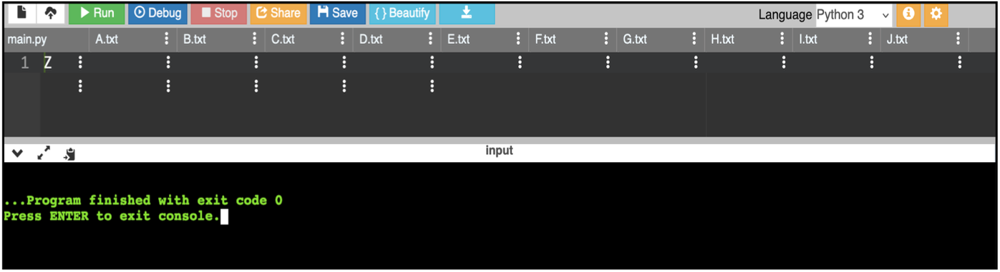 Run Debug Stop Share Save { } Beautify Language Python 3
main.py A.txt B.txt C.txt D.txt E.txt F.txt G.txt H.txt I.txt J.txt
1 Z
input
...Program finished with exit code 0
Press ENTER to exit console.